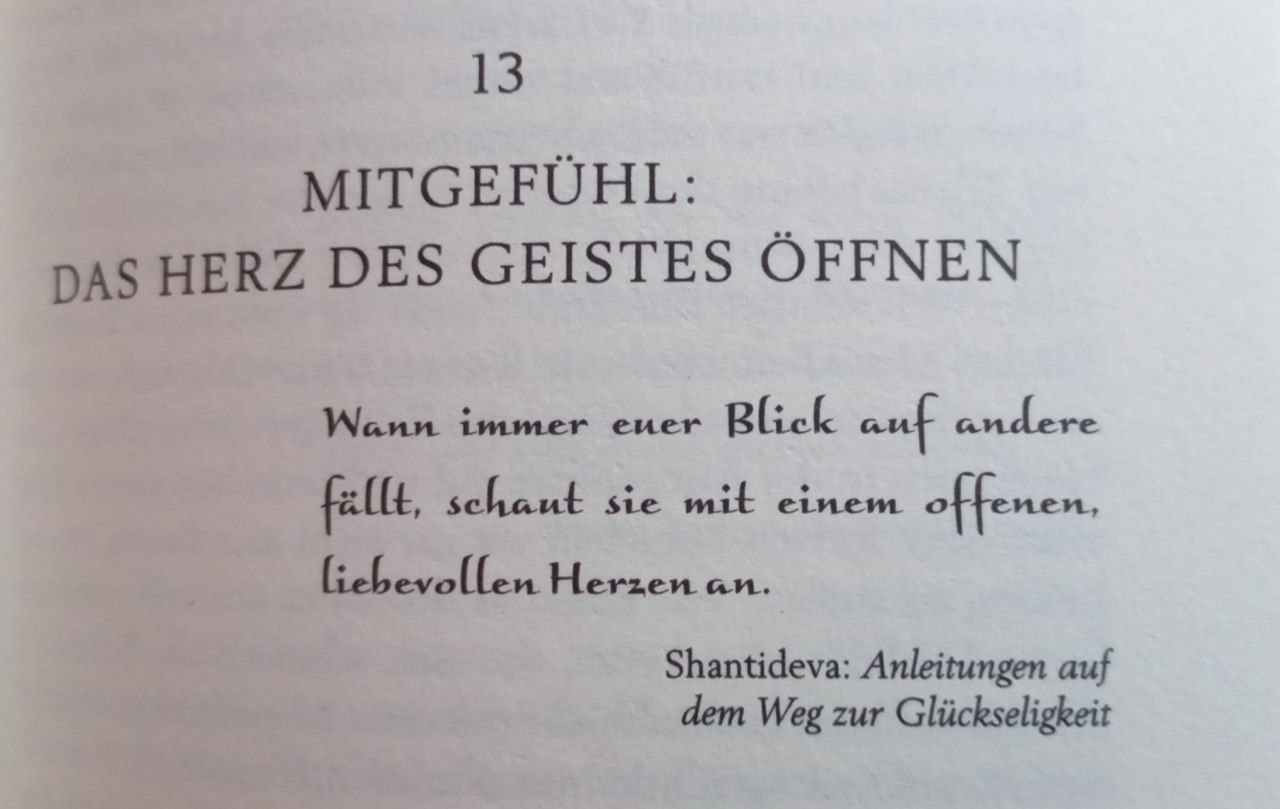 13
MITGEFÜHL:
DAS HERZ DES GEISTES ÖFFNEN
Wann immer euer Blick auf andere
fällt, schaut sie mit einem offenen,
liebevollen Herzen an.
Shantideva: Anleitungen auf
dem Weg zur Glückseligkeit